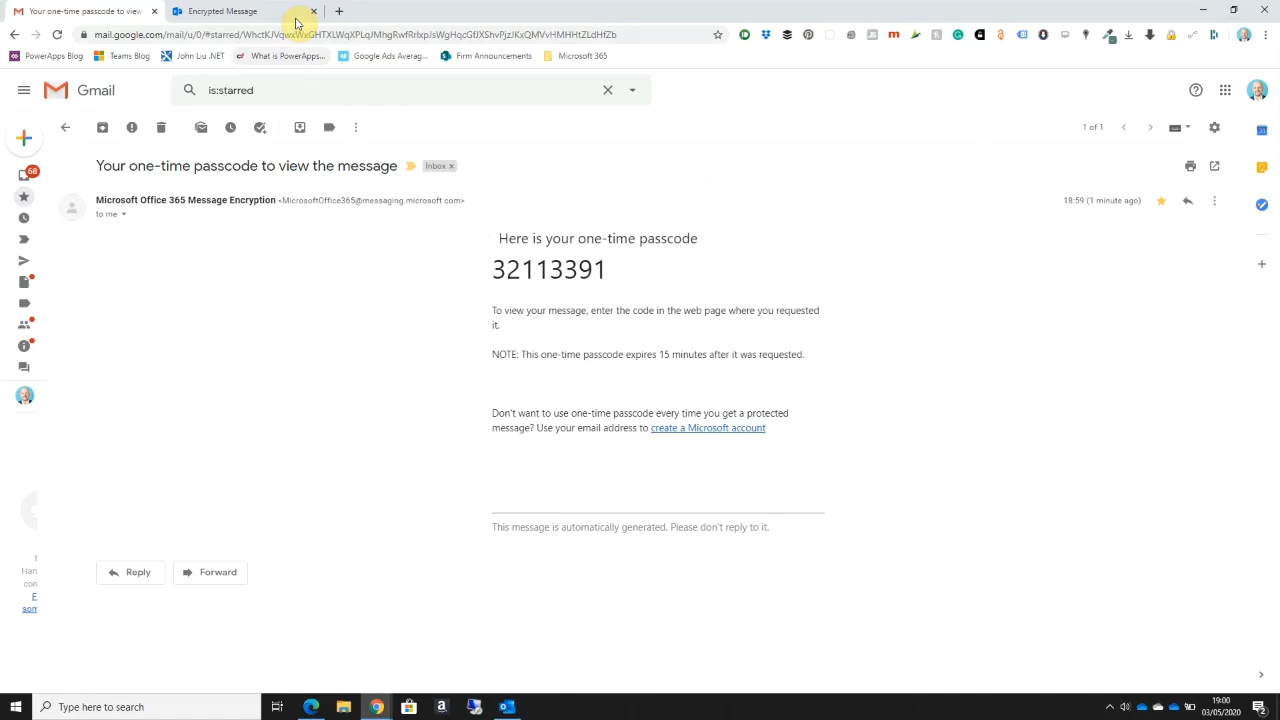 Your one-time passcode to view
Encrypted Message
mail.google.com/mail/u/0/#starred/
PowerApps Blog
Teams Blog
John Liu .NET
What is PowerApps...
Google Ads Averag...
Firm Announcements
Microsoft 365
Gmail
is:starred
1 of 1
68
Your one-time passcode to view the message
Inbox x
Microsoft Office 365 Message Encryption <MicrosoftOffice365@messaging.microsoft.com>
18:59 (1 minute ago)
to me
Here is your one-time passcode
32113391
To view your message, enter the code in the web page where you requested
it.
NOTE: This one-time passcode expires 15 minutes after it was requested.
Don't want to use one-time passcode every time you get a protected
message? Use your email address to create a Microsoft account
This message is automatically generated. Please don't reply to it.
Reply
Forward
Han
con
som
Type here to search
19:00
03/05/2020
2